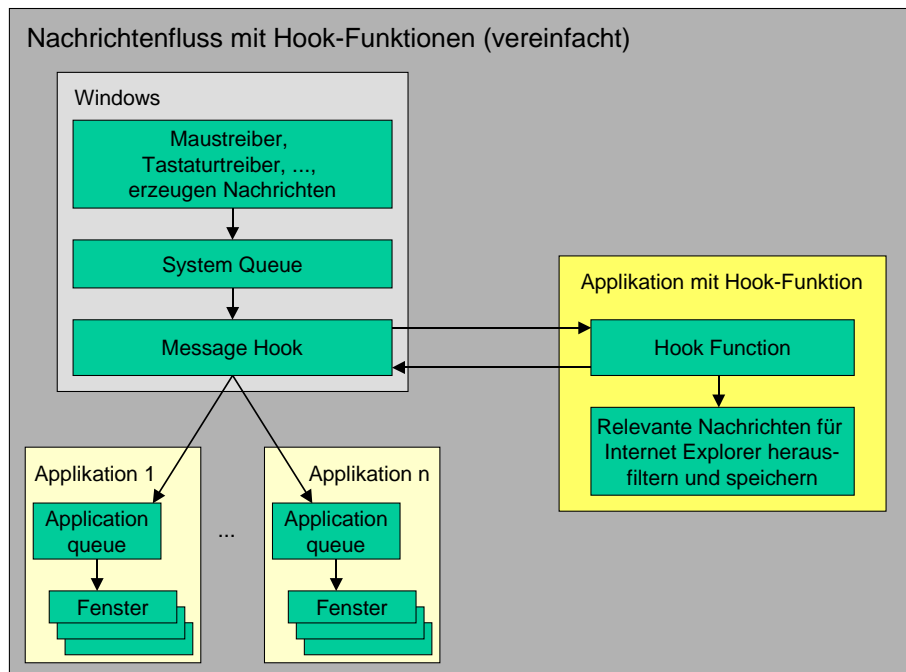 Nachrichtenfluss mit Hook-Funktionen (vereinfacht)
Windows
Maustreiber,
Tastaturtreiber, ...,
erzeugen Nachrichten
System Queue
Message Hook
Applikation mit Hook-Funktion
Hook Function
Relevante Nachrichten für
Internet Explorer heraus-
filtern und speichern
Applikation 1
Application
queue
Fenster
...
Applikation n
Application
queue
Fenster